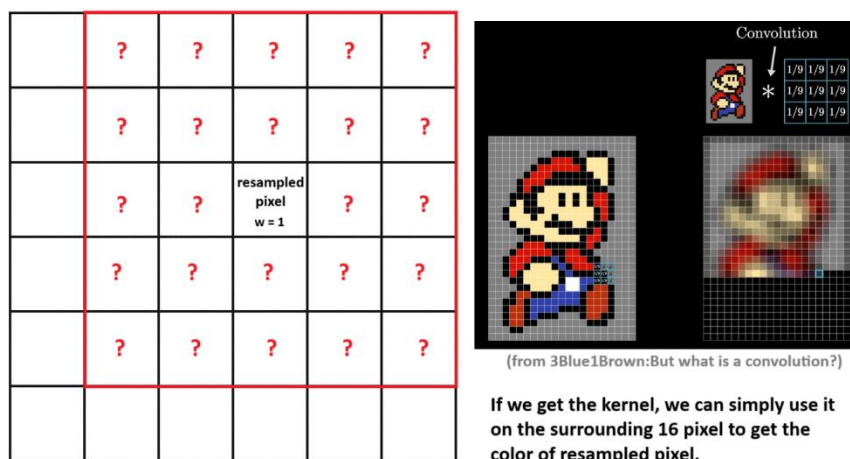 ? ? ? ? ?
? ? ? ? ?
? ? resampled ? ?
pixel
w = 1
? ? ? ? ?
? ? ? ? ?
Convolution
*
1/9 1/9 1/9
1/9 1/9 1/9
1/9 1/9 1/9
(from 3Blue1Brown:But what is a convolution?)
If we get the kernel, we can simply use it
on the surrounding 16 pixel to get the
color of resampled pixel.